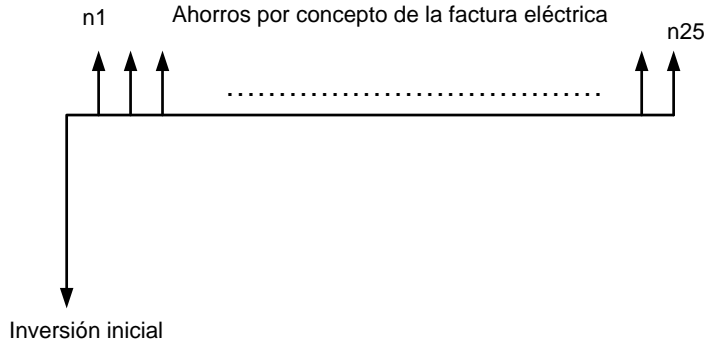 n1
Ahorros por concepto de la factura eléctrica
n25
Inversión inicial